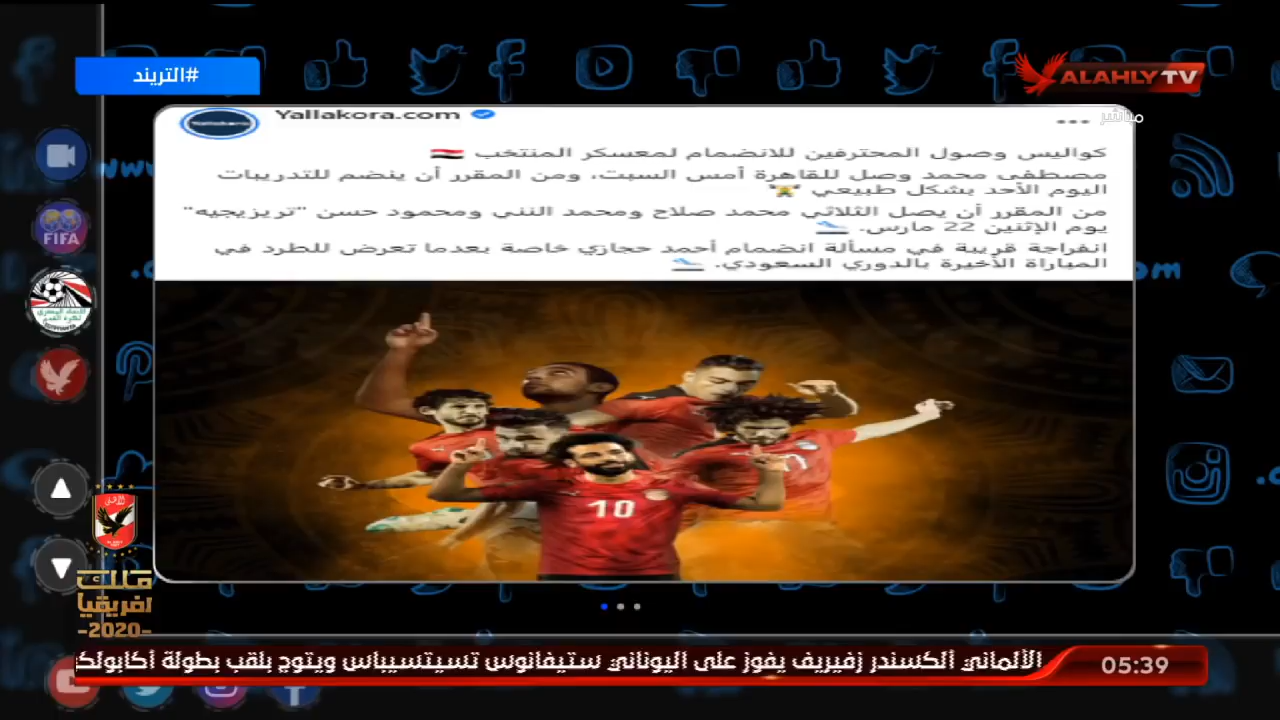 #التريند
ALAHLY TV
مباشر
Yallakora.com
كواليس وصول المحترفين للانضمام لمعسكر المنتخب
مصطفى محمد وصل للقاهرة أمس السبت، ومن المقرر أن ينضم للتدريبات
اليوم الأحد بشكل طبيعي
من المقرر أن يصل الثلاثي محمد صلاح ومحمد النني ومحمود حسن "تريزيجيه"
يوم الإثنين 22 مارس.
انفراجة قريبة في مسألة انضمام أحمد حجازي خاصة بعدما تعرض للطرد في
المباراة الأخيرة بالدوري السعودي.
FIFA
10
ملك
افريقيا
-2020-
الألماني ألكسندر زفيريف يفوز على اليوناني ستيفانوس تسيتسيباس ويتوج بلقب بطولة أكابولك
05:39